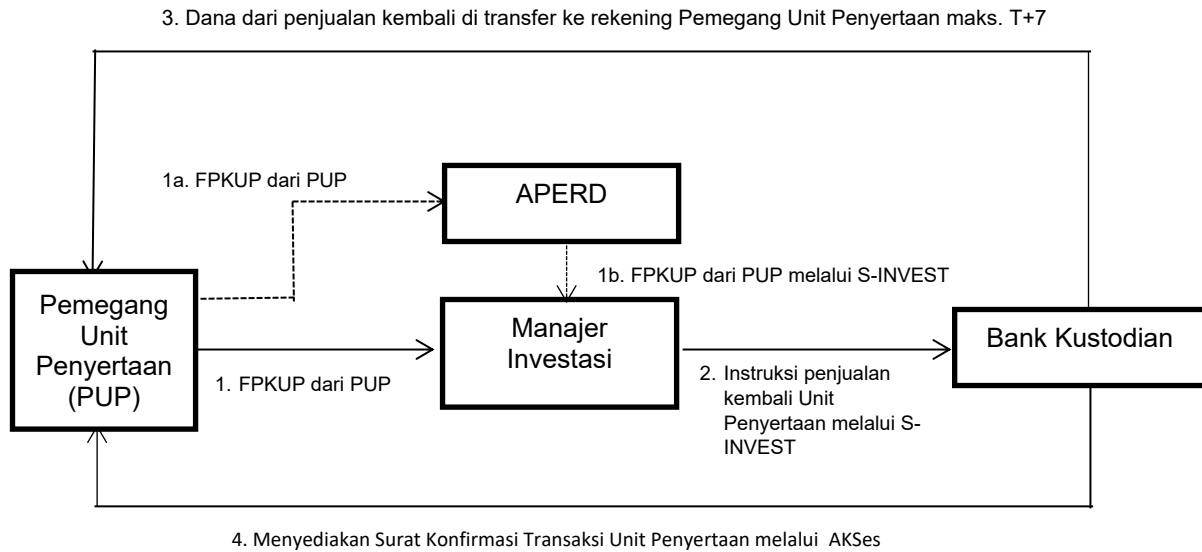 3. Dana dari penjualan kembali di transfer ke rekening Pemegang Unit Penyertaan maks. T+7
1a. FPKUP dari PUP
APERD
1b. FPKUP dari PUP melalui S-INVEST
Pemegang
Unit
Penyertaan
(PUP)
Manajer
Investasi
Bank Kustodian
1. FPKUP dari PUP
2. Instruksi penjualan
kembali Unit
Penyertaan melalui S-
INVEST
4. Menyediakan Surat Konfirmasi Transaksi Unit Penyertaan melalui AKSes